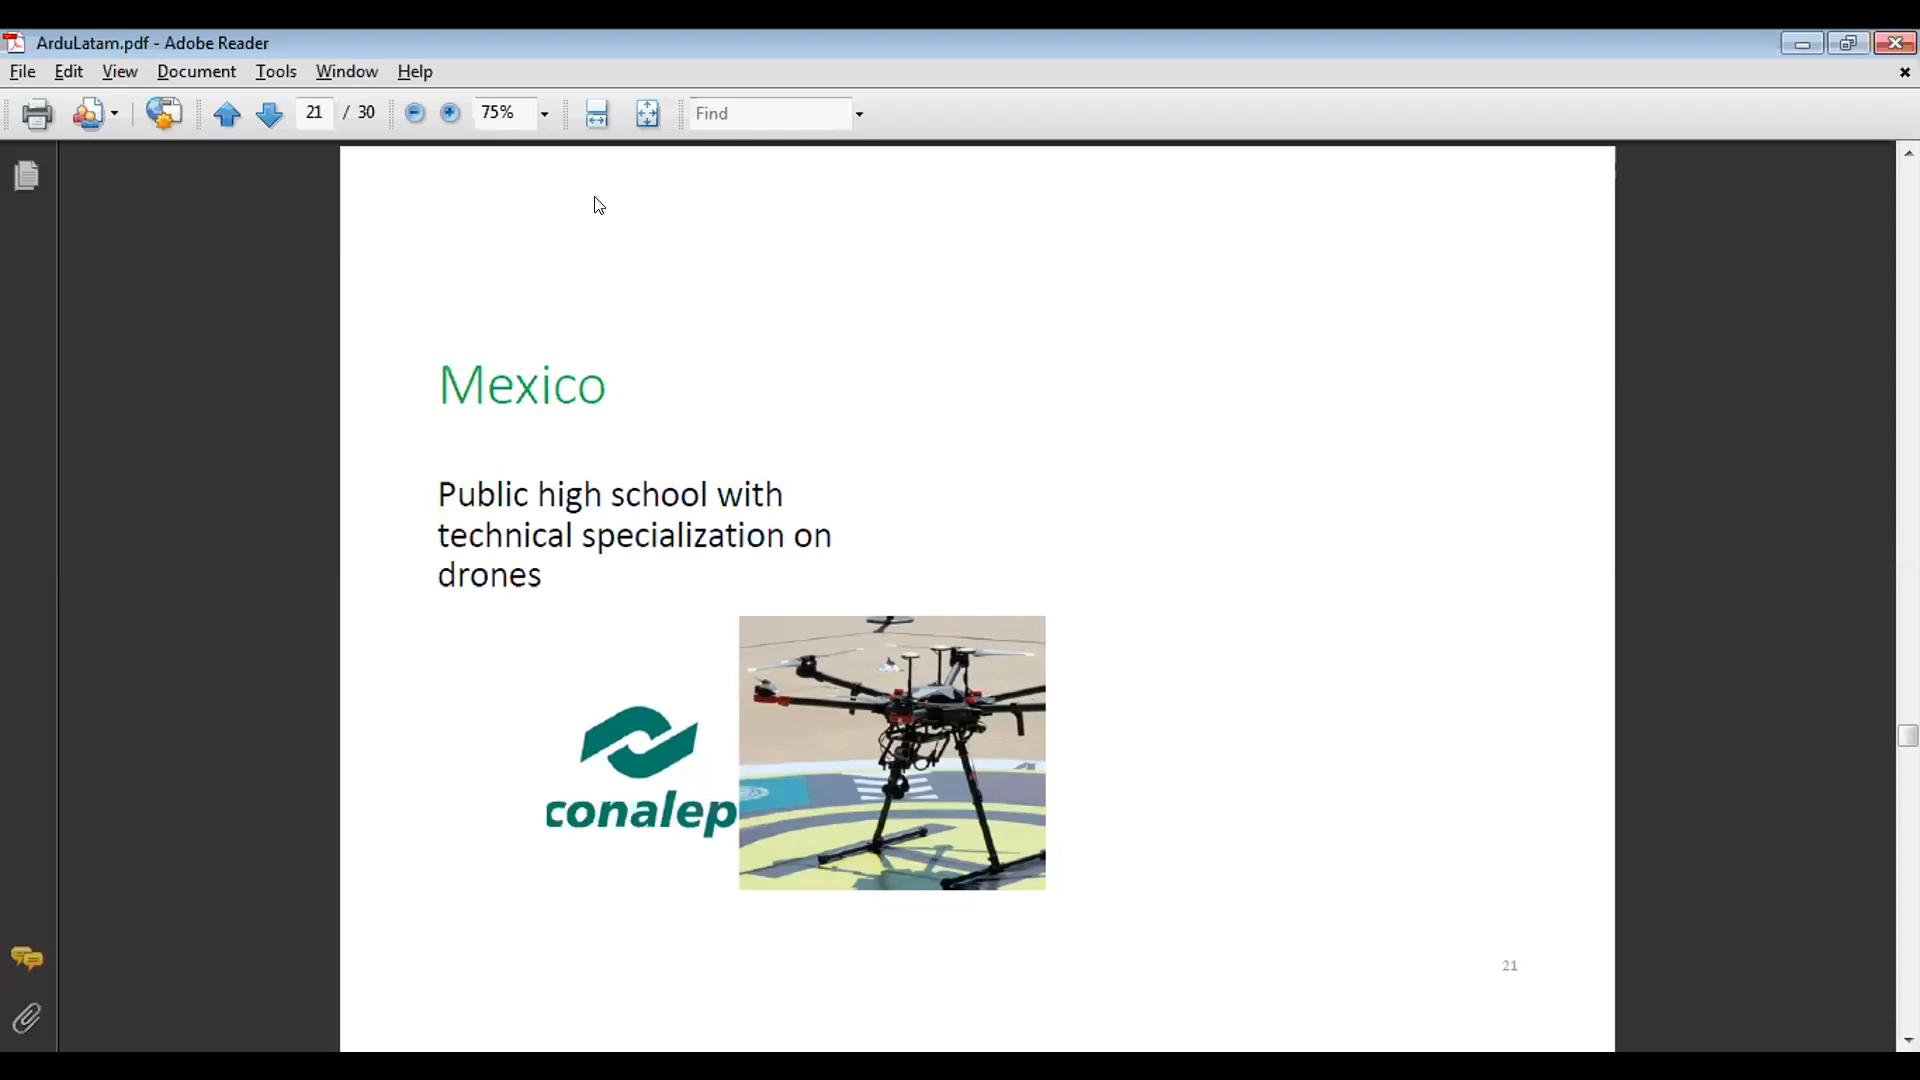 ArduLatam.pdf - Adobe Reader
File Edit View Document Tools Window Help
21 / 30 75% Find
Mexico
Public high school with
technical specialization on
drones
conalep
21